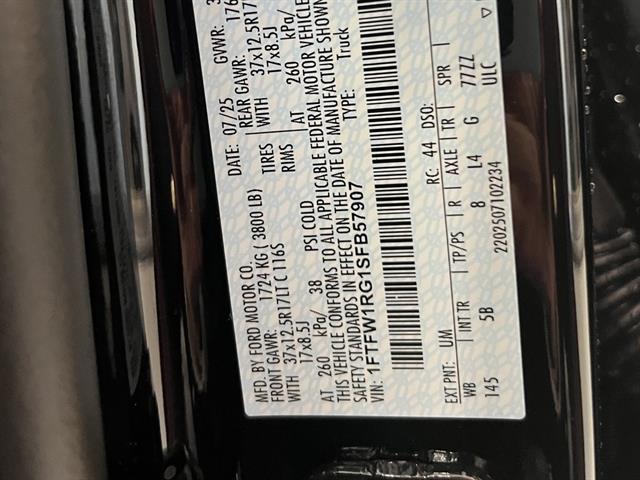 MFD. BY FORD MOTOR CO.
DATE: 07/25 GVWR:
FRONT GAWR: 1724 KG ( 3800 LB) REAR GAWR:
WITH 37x12.5R17LT C 116S TIRES WITH 37x12.5R17
17x8.5J RIMS 17x8.5J
AT 260 kPa/ 38 PSI COLD AT 260 kPa/
THIS VEHICLE CONFORMS TO ALL APPLICABLE FEDERAL MOTOR VEHICLE
SAFETY STANDARDS IN EFFECT ON THE DATE OF MANUFACTURE SHOWN
VIN: 1FTFW1RG1SFB57907 TYPE: Truck
EXT PNT: UM RC: 44 DSO:
WB INT TR TP/PS R AXLE TR SPR
145 5B 8 L4 G 77ZZ
2202507102234 ULC